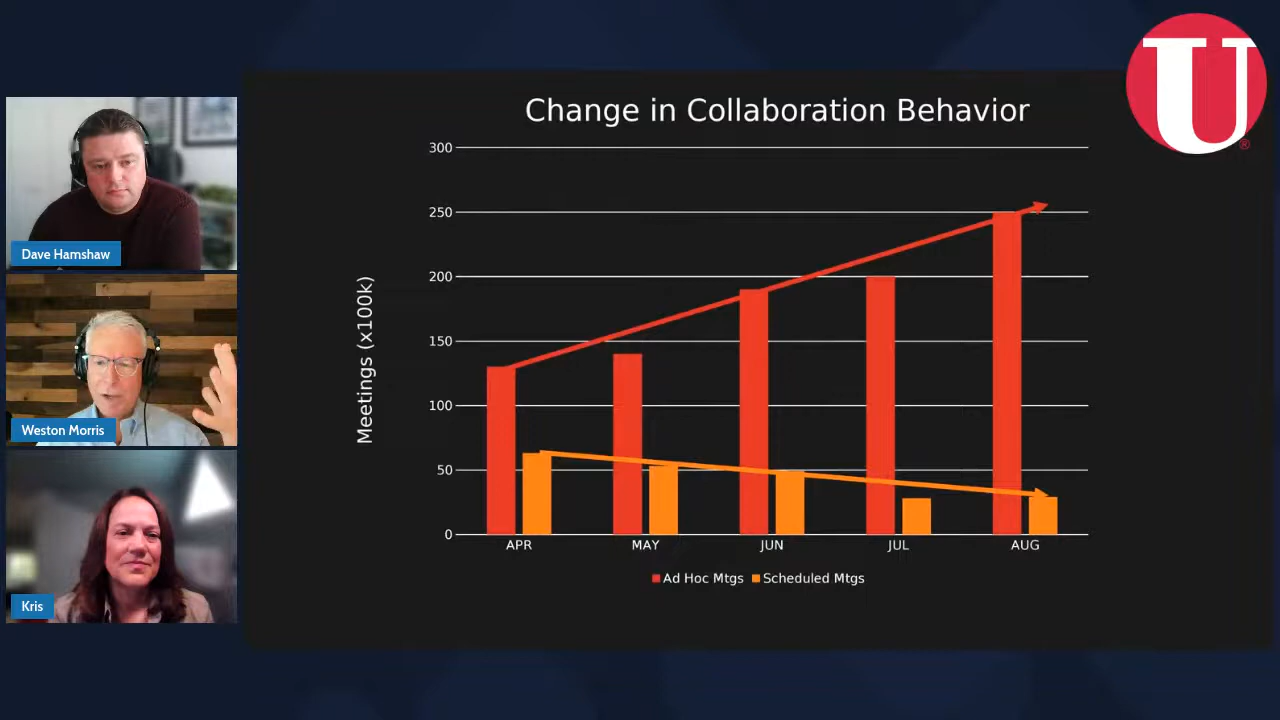 Dave Hamshaw
Weston Morris
Kris
U
®
Change in Collaboration Behavior
Meetings (x100k)
300
250
200
150
100
50
0
APR MAY JUN JUL AUG
Ad Hoc Mtgs Scheduled Mtgs